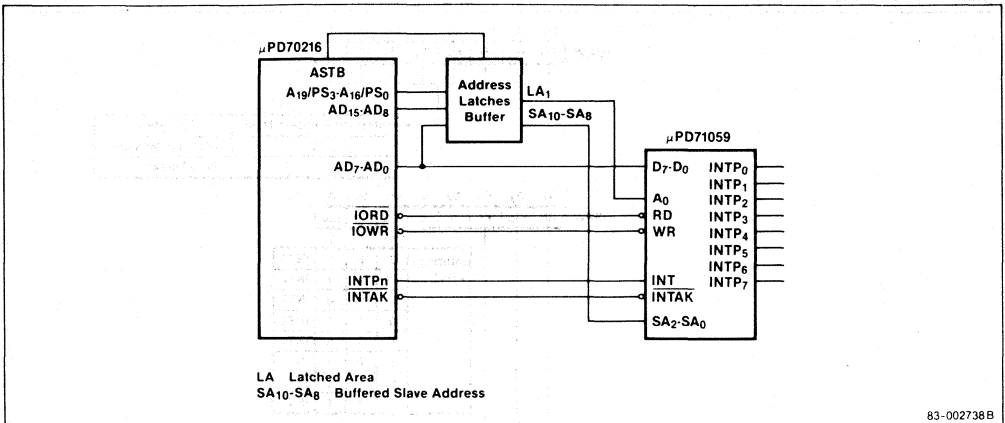 μPD70216
ASTB
A19/PS3-A16/PS0
AD15-AD8
AD7-AD0
IORD
IOWR
INTPn
INTAK
Address
Latches
Buffer
LA1
SA10-SA8
μPD71059
D7-D0 INTP0
INTP1
A0 INTP2
RD INTP3
WR INTP4
INTP5
INTP6
INT INTP7
INTAK
SA2-SA0
LA Latched Area
SA10-SA8 Buffered Slave Address
83-002738B